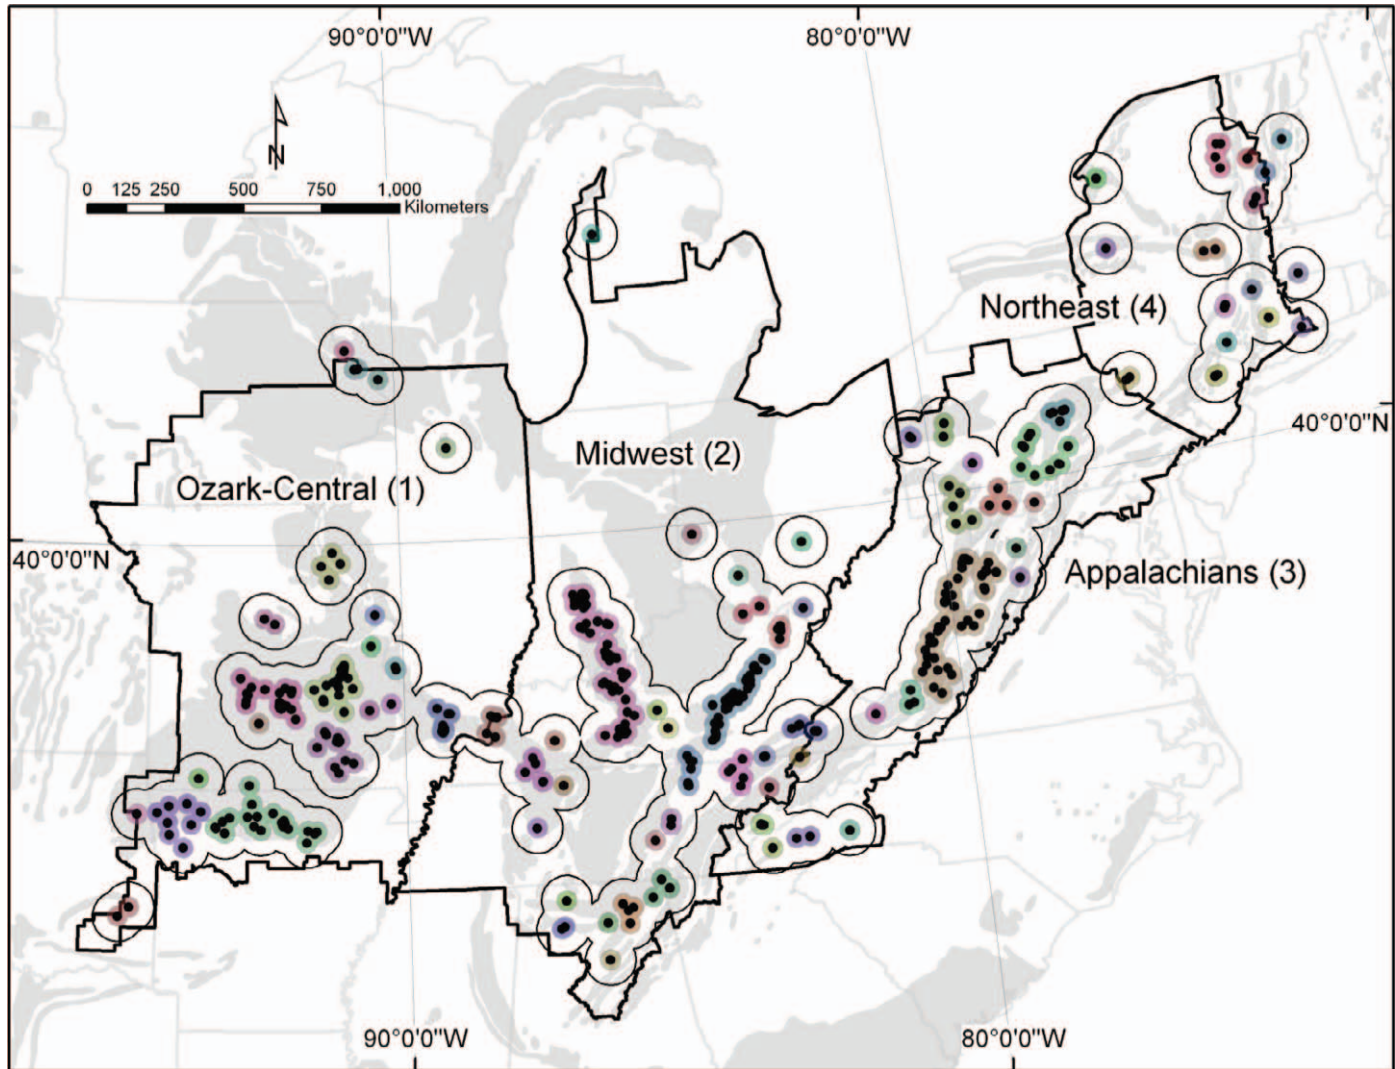 90°0'0"W
80°0'0"W
N
0 125 250 500 750 1.000
Kilometers
Northeast (4)
40°0'0"N
Midwest (2)
Ozark-Central (1)
40°0'0"N
Appalachians (3)
90°0'0"W
80°0'0"W